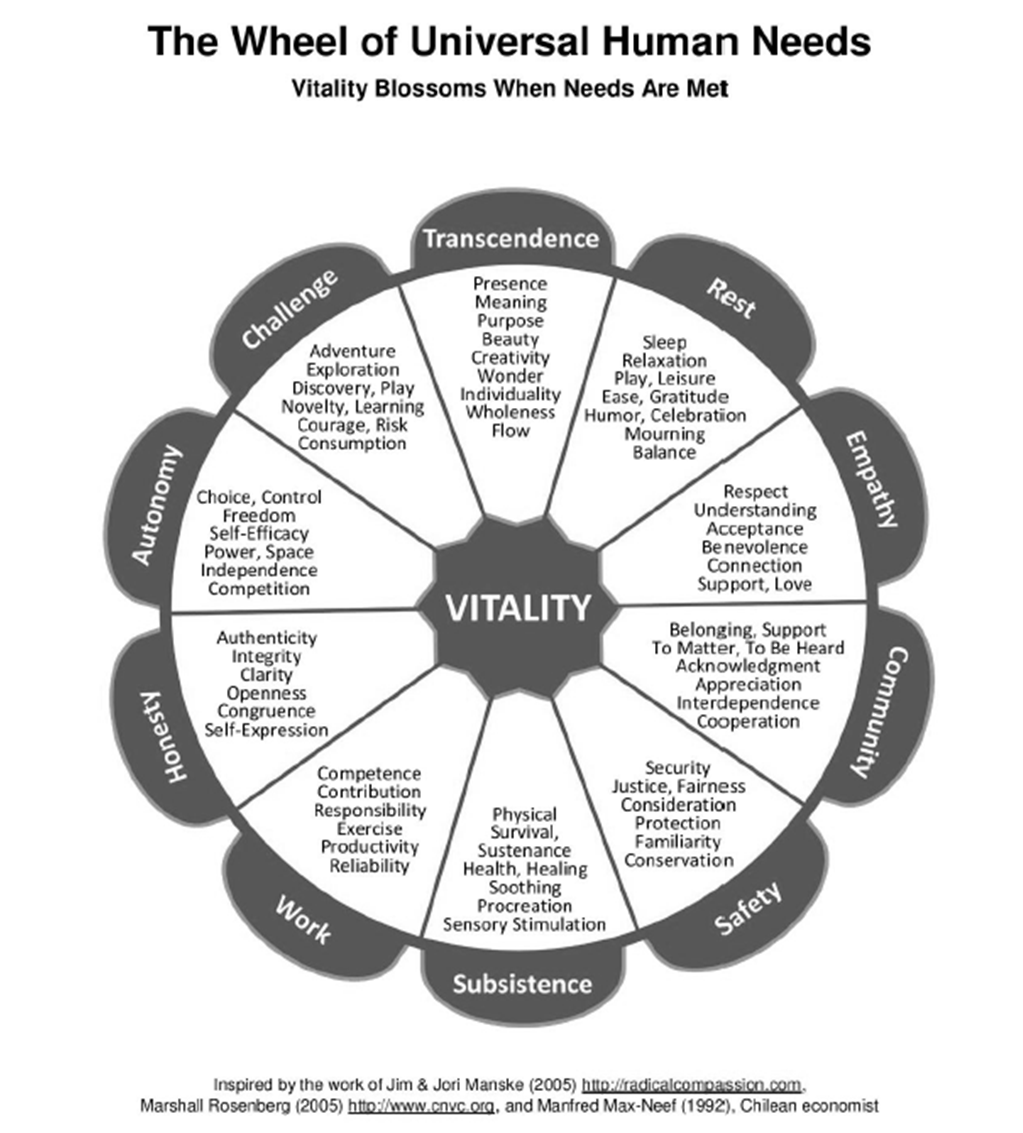 The Wheel of Universal Human Needs
Vitality Blossoms When Needs Are Met
Transcendence
Presence
Meaning
Purpose
Beauty
Creativity
Wonder
Individuality
Wholeness
Flow
Rest
Sleep
Relaxation
Play, Leisure
Ease, Gratitude
Humor, Celebration
Mourning
Balance
Empathy
Respect
Understanding
Acceptance
Benevolence
Connection
Support, Love
Community
Belonging, Support
To Matter, To Be Heard
Acknowledgment
Appreciation
Interdependence
Cooperation
Safety
Security
Justice, Fairness
Consideration
Protection
Familiarity
Conservation
Subsistence
Physical
Survival,
Sustenance
Health, Healing
Soothing
Procreation
Sensory Stimulation
Work
Competence
Contribution
Responsibility
Exercise
Productivity
Reliability
Honesty
Authenticity
Integrity
Clarity
Openness
Congruence
Self-Expression
Autonomy
Choice, Control
Freedom
Self-Efficacy
Power, Space
Independence
Competition
Challenge
Adventure
Exploration
Discovery, Play
Novelty, Learning
Courage, Risk
Consumption
VITALITY
Inspired by the work of Jim & Jori Manske (2005) http://radicalcompassion.com,
Marshall Rosenberg (2005) http://www.cnvc.org, and Manfred Max-Neef (1992), Chilean economist